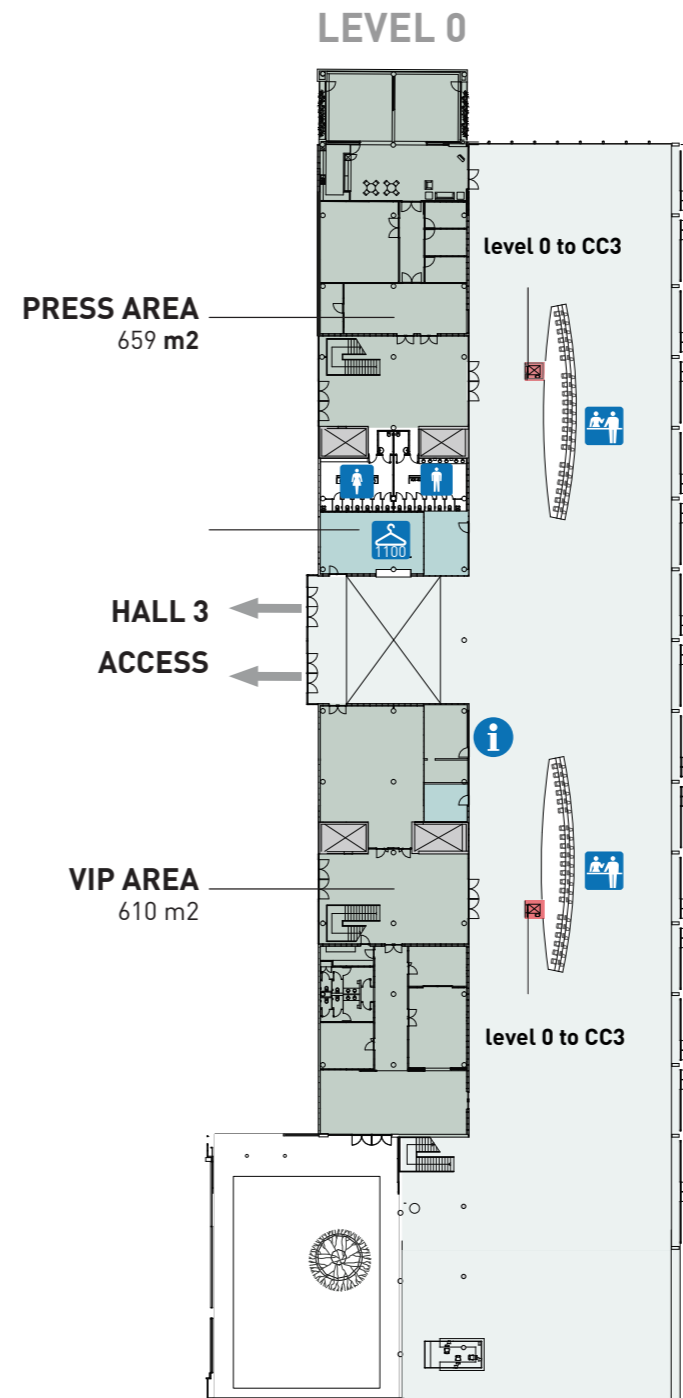 LEVEL 0
level 0 to CC3
PRESS AREA
659 m2
1100
HALL 3
ACCESS
i
VIP AREA
610 m2
level 0 to CC3